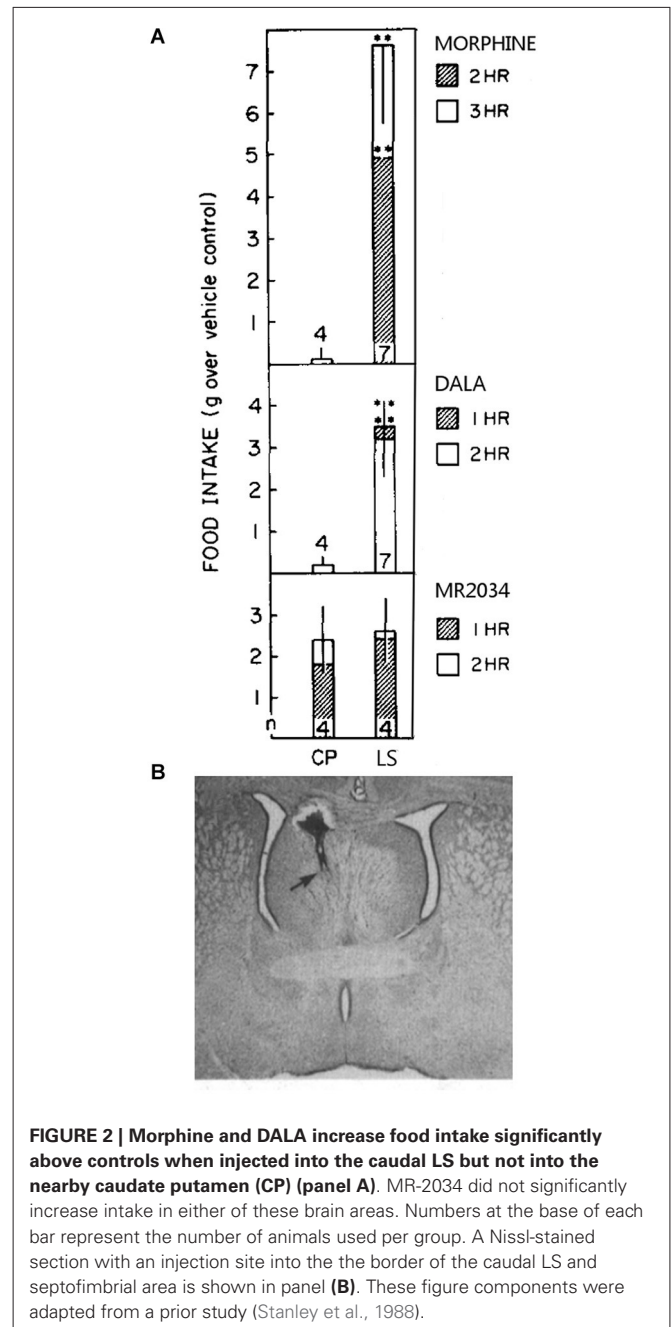 A
MORPHINE
2 HR
3 HR
7
6
5
4
3
2
1
**
**
4
7
FOOD INTAKE (g over vehicle control)
DALA
1 HR
2 HR
4
3
2
1
* *
* *
4
7
MR2034
1 HR
2 HR
3
2
1
n
4
4
CP
LS
B
FIGURE 2 | Morphine and DALA increase food intake significantly
above controls when injected into the caudal LS but not into the
nearby caudate putamen (CP) (panel A). MR-2034 did not significantly
increase intake in either of these brain areas. Numbers at the base of each
bar represent the number of animals used per group. A Nissl-stained
section with an injection site into the the border of the caudal LS and
septofimbrial area is shown in panel (B). These figure components were
adapted from a prior study (Stanley et al., 1988).